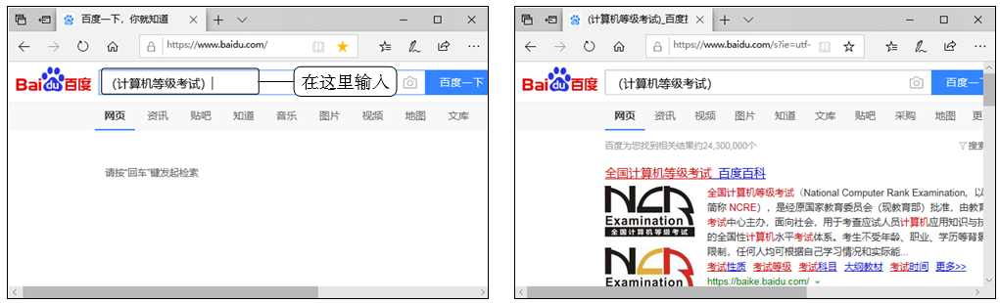 百度一下，你就知道
https://www.baidu.com/
Bai du 百度
(计算机等级考试)
在这里输入
百度一下
网页 资讯 贴吧 知道 音乐 图片 视频 地图 文库
请按“回车”键发起检索
(计算机等级考试)_百度搜
https://www.baidu.com/s?ie=utf-
Bai du 百度
(计算机等级考试)
百度一
网页 资讯 视频 图片 知道 文库 贴吧 采购 地图 更
百度为您找到相关结果约24,300,000个
搜索
全国计算机等级考试_百度百科
全国计算机等级考试（National Computer Rank Examination，以
简称 NCRE），是经原国家教育委员会（现教育部）批准，由教育
考试中心主办，面向社会，用于考查应试人员计算机应用知识与技
的全国性计算机水平考试体系。考生不受年龄、职业、学历等背景
限制，任何人均可根据自己学习情况和实际能...
考试性质 考试等级 考试科目 大纲教材 考试时间 更多>>
https://baike.baidu.com/
NCR
Examination
全国计算机等级考试
NCR
Examination